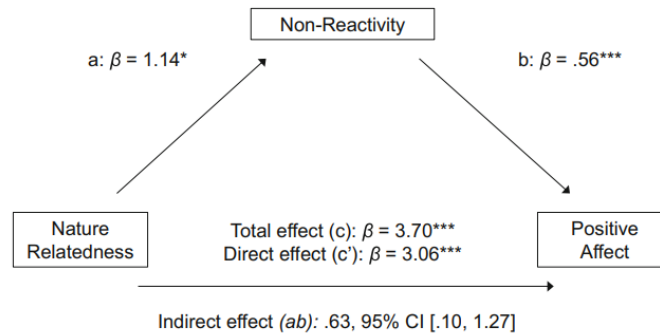 Non-Reactivity
a: β = 1.14*
b: β = .56***
Nature
Relatedness
Total effect (c): β = 3.70***
Direct effect (c’): β = 3.06***
Positive
Affect
Indirect effect (ab): .63, 95% CI [.10, 1.27]